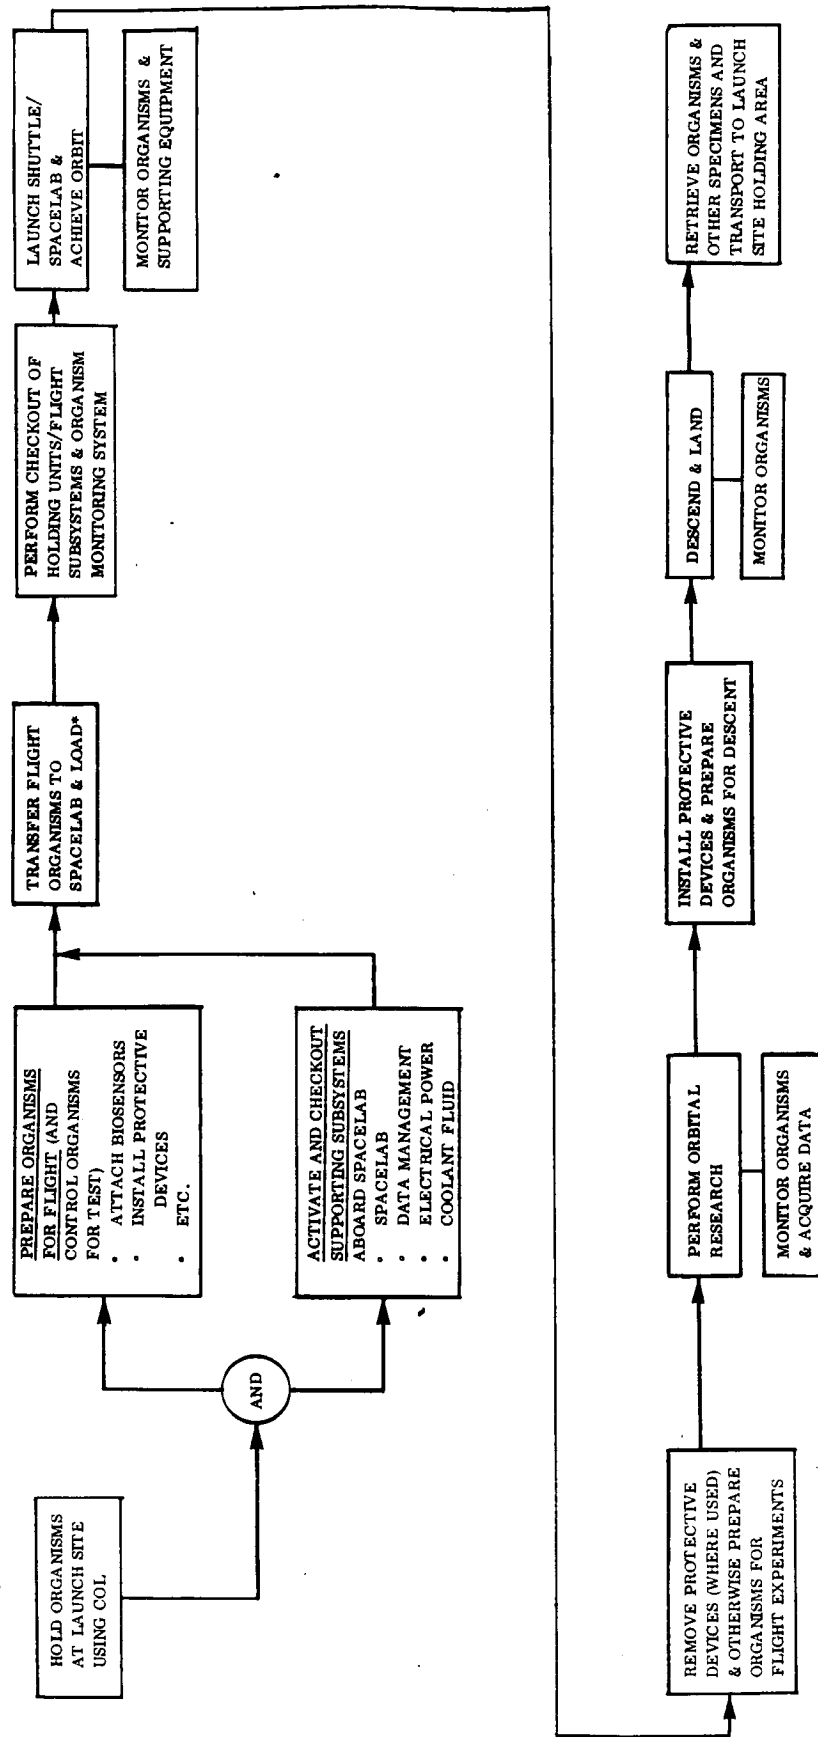 HOLD ORGANISMS
AT LAUNCH SITE
USING COL
AND
PREPARE ORGANISMS
FOR FLIGHT (AND
CONTROL ORGANISMS
FOR TEST)
• ATTACH BIOSENSORS
• INSTALL PROTECTIVE
DEVICES
• ETC.
ACTIVATE AND CHECKOUT
SUPPORTING SUBSYSTEMS
ABOARD SPACELAB
• SPACELAB
• DATA MANAGEMENT
• ELECTRICAL POWER
• COOLANT FLUID
TRANSFER FLIGHT
ORGANISMS TO
SPACELAB & LOAD*
PERFORM CHECKOUT OF
HOLDING UNITS/FLIGHT
SUBSYSTEMS & ORGANISM
MONITORING SYSTEM
LAUNCH SHUTTLE/
SPACELAB &
ACHIEVE ORBIT
MONITOR ORGANISMS &
SUPPORTING EQUIPMENT
REMOVE PROTECTIVE
DEVICES (WHERE USED)
& OTHERWISE PREPARE
ORGANISMS FOR
FLIGHT EXPERIMENTS
PERFORM ORBITAL
RESEARCH
MONITOR ORGANISMS
& ACQUIRE DATA
INSTALL PROTECTIVE
DEVICES & PREPARE
ORGANISMS FOR DESCENT
DESCEND & LAND
MONITOR ORGANISMS
RETRIEVE ORGANISMS &
OTHER SPECIMENS AND
TRANSPORT TO LAUNCH
SITE HOLDING AREA